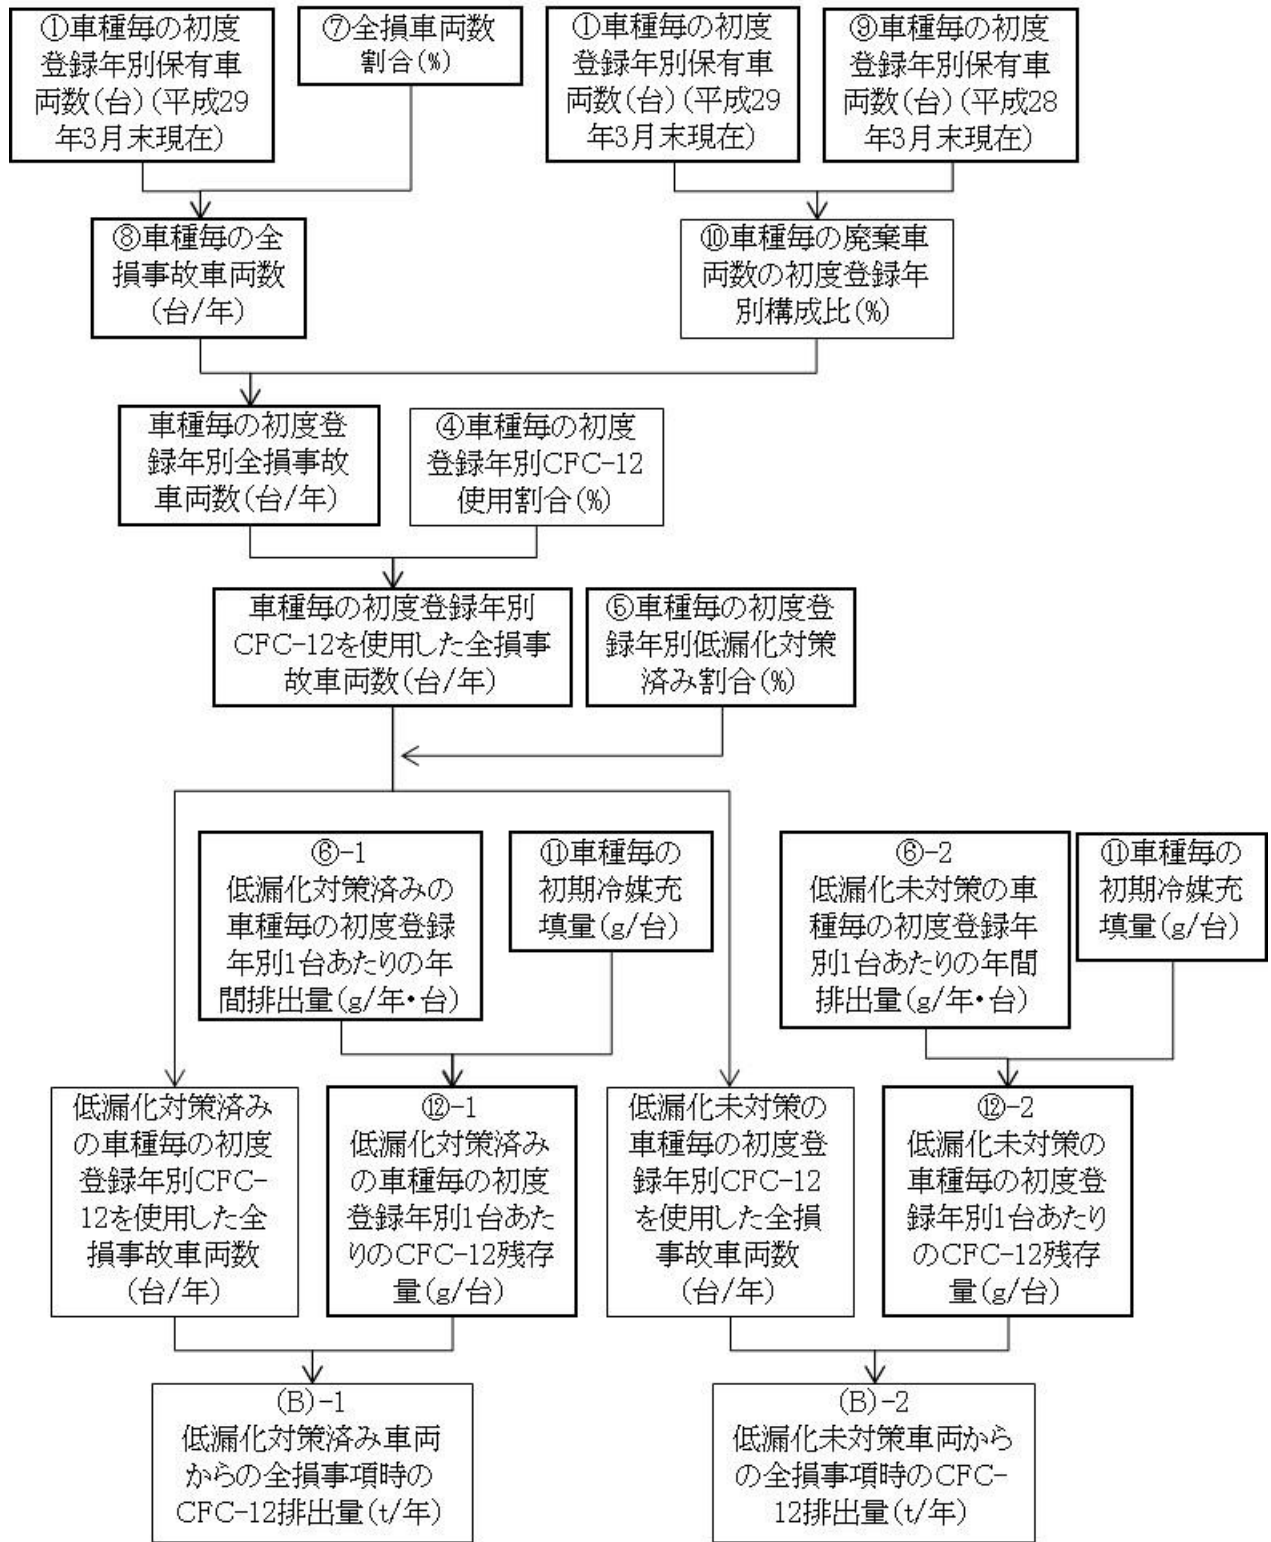 ①車種毎の初度
登録年別保有車
両数(台)(平成29
年3月末現在)
⑦全損車両数
割合(%)
①車種毎の初度
登録年別保有車
両数(台)(平成29
年3月末現在)
⑨車種毎の初度
登録年別保有車
両数(台)(平成28
年3月末現在)
⑧車種毎の全
損事故車両数
(台/年)
⑩車種毎の廃棄車
両数の初度登録年
別構成比(%)
車種毎の初度登
録年別全損事故
車両数(台/年)
④車種毎の初度
登録年別CFC-12
使用割合(%)
車種毎の初度登録年別
CFC-12を使用した全損事
故車両数(台/年)
⑤車種毎の初度登
録年別低漏化対策
済み割合(%)
⑥-1
低漏化対策済みの
車種毎の初度登録
年別1台あたりの年
間排出量(g/年・台)
⑪車種毎の
初期冷媒充
填量(g/台)
⑥-2
低漏化未対策の車
種毎の初度登録年
別1台あたりの年間
排出量(g/年・台)
⑪車種毎の
初期冷媒充
填量(g/台)
低漏化対策済み
の車種毎の初度
登録年別CFC-
12を使用した全
損事故車両数
(台/年)
⑫-1
低漏化対策済み
の車種毎の初度
登録年別1台あた
りのCFC-12残存
量(g/台)
低漏化未対策の
車種毎の初度登
録年別CFC-12
を使用した全損
事故車両数
(台/年)
⑫-2
低漏化未対策の
車種毎の初度登
録年別1台あたり
のCFC-12残存
量(g/台)
(B)-1
低漏化対策済み車両
からの全損事項時の
CFC-12排出量(t/年)
(B)-2
低漏化未対策車両から
の全損事項時のCFC-
12排出量(t/年)